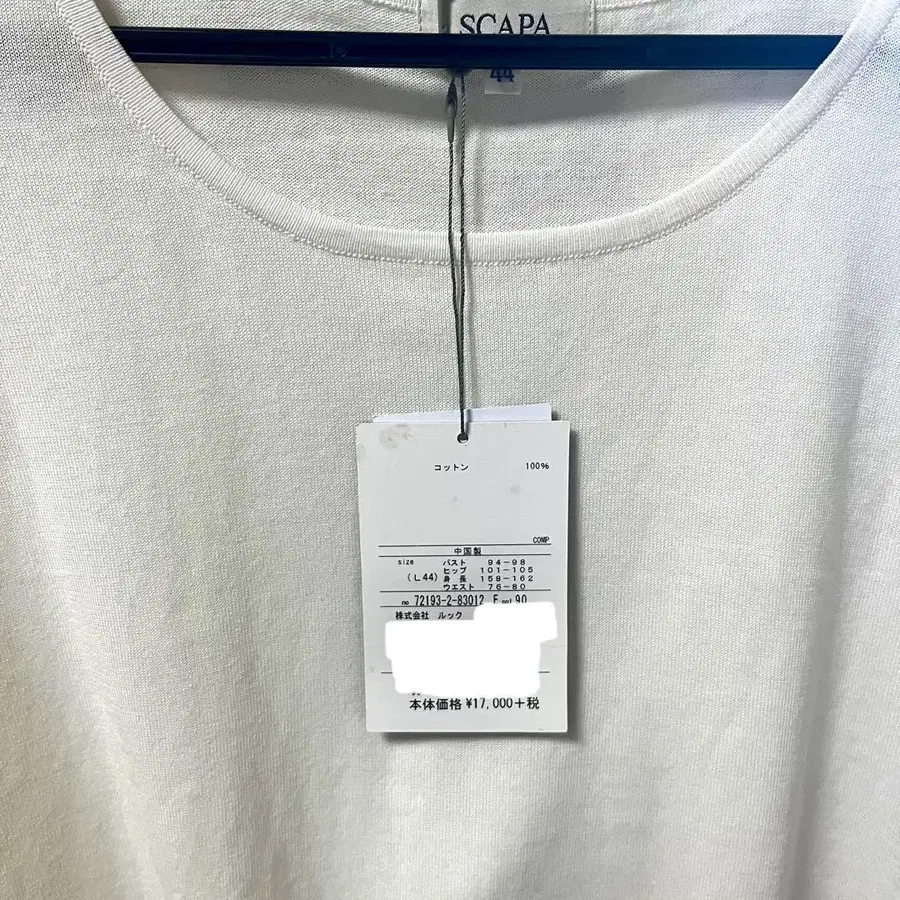 SCAPA
44
コットン 100%
COMP
中国製
size バスト 94-98
ヒップ 101-105
(L44) 身長 158-162
ウエスト 76-80
no 72193-2-83012 E col 90
株式会社 ルック
本体価格 ¥17,000+税